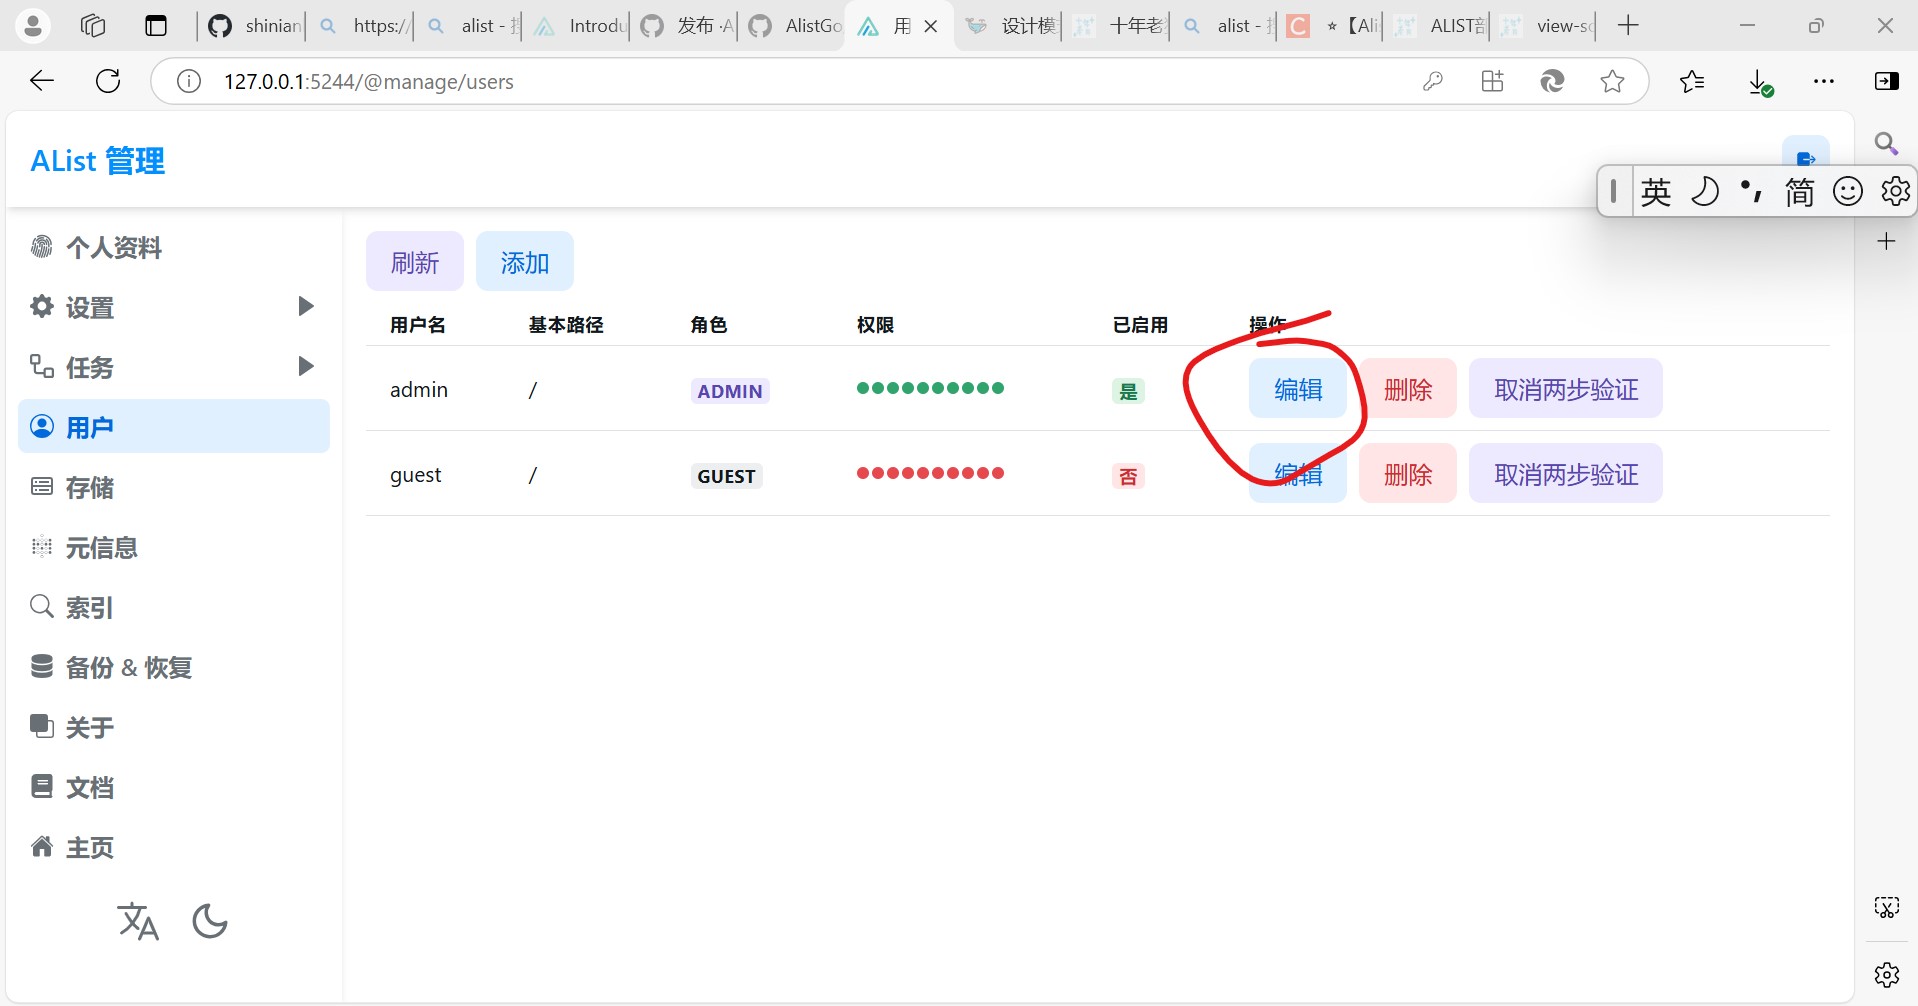 shinian
https:/
alist -
Introdu
发布 · A
AlistGo
用
设计模
十年老
alist -
【Ali
ALIST部
view-so
127.0.0.1:5244/@manage/users
AList 管理
英 简
个人资料
设置
任务
用户
存储
元信息
索引
备份 & 恢复
关于
文档
主页
刷新 添加
用户名 基本路径 角色 权限 已启用 操作
admin / ADMIN 是 编辑 删除 取消两步验证
guest / GUEST 否 编辑 删除 取消两步验证